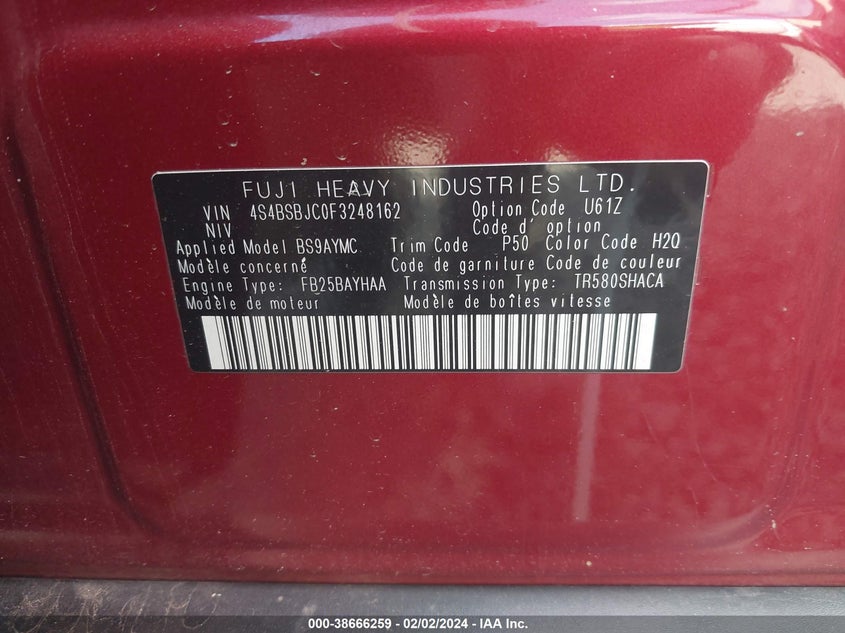 FUJI HEAVY INDUSTRIES LTD.
VIN 4S4BSBJC0F3248162 Option Code U61Z
NIV Code d'option
Applied Model BS9AYMC Trim Code P50 Color Code H2Q
Modèle concerné Code de garniture Code de couleur
Engine Type: FB25BAYHAA Transmission Type: TR580SHACA
Modèle de moteur Modèle de boîtes vitesse
000-38666259 - 02/02/2024 - IAA Inc.